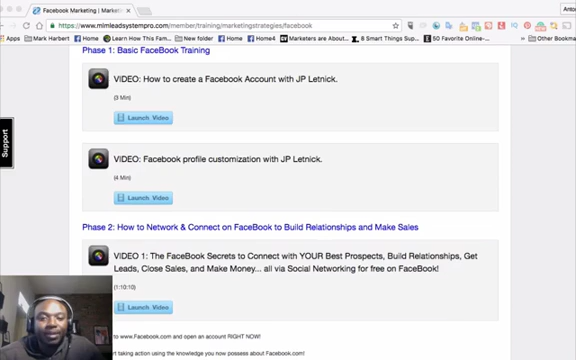 Facebook Marketing | Market
Anto
https://www.mlmleadsystempro.com/member/training/marketingstrategies/facebook
Apps
Mark Harbert
Learn How This Fam
Home
Home4
Marketers are Abou
8 Smart Things Sup
50 Favorite Online
Other Bookma
Phase 1: Basic FaceBook Training
VIDEO: How to create a Facebook Account with JP Letnick.
(3 Min)
Launch Video
VIDEO: Facebook profile customization with JP Letnick.
(4 Min)
Launch Video
Support
Phase 2: How to Network & Connect on FaceBook to Build Relationships and Make Sales
VIDEO 1: The FaceBook Secrets to Connect with YOUR Best Prospects, Build Relationships, Get
Leads, Close Sales, and Make Money... all via Social Networking for free on FaceBook!
(1:10:10)
Launch Video
to www.Facebook.com and open an account RIGHT NOW!
rt taking action using the knowledge you now possess about Facebook.com!